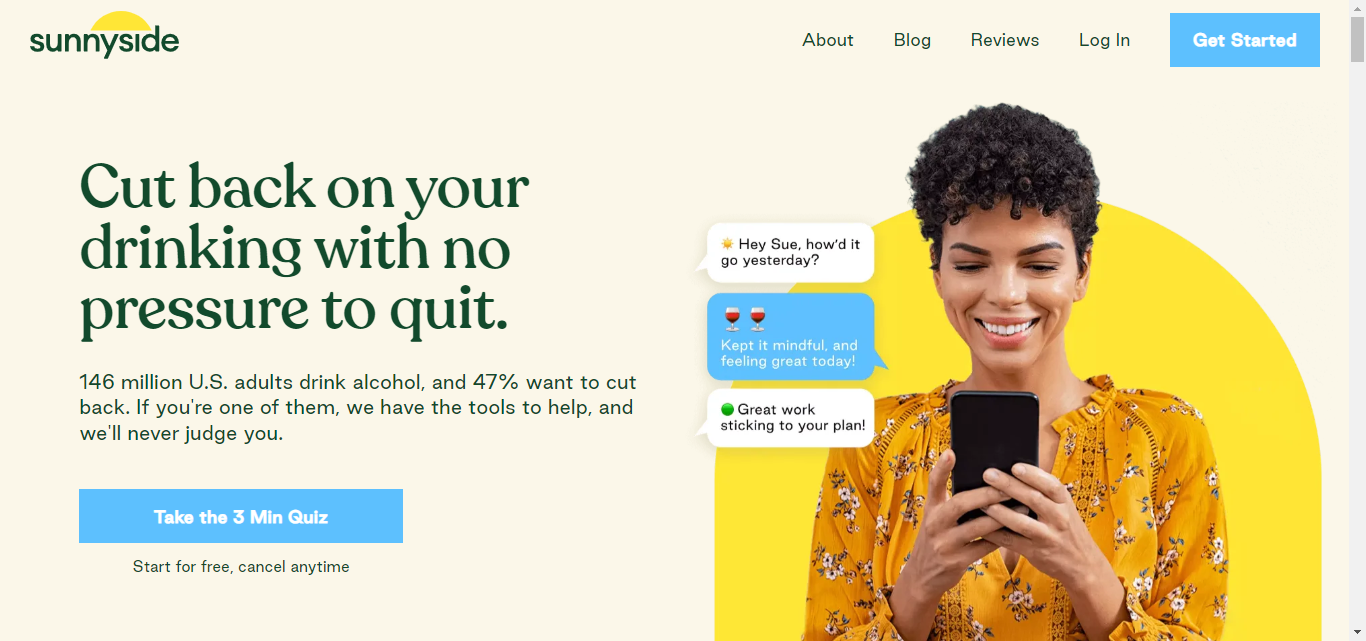 sunnyside
About
Blog
Reviews
Log In
Get Started
Cut back on your
drinking with no
pressure to quit.
146 million U.S. adults drink alcohol, and 47% want to cut
back. If you're one of them, we have the tools to help, and
we'll never judge you.
Take the 3 Min Quiz
Start for free, cancel anytime
☀️ Hey Sue, how'd it
go yesterday?
🍷🍷
Kept it mindful, and
feeling great today!
🟢 Great work
sticking to your plan!